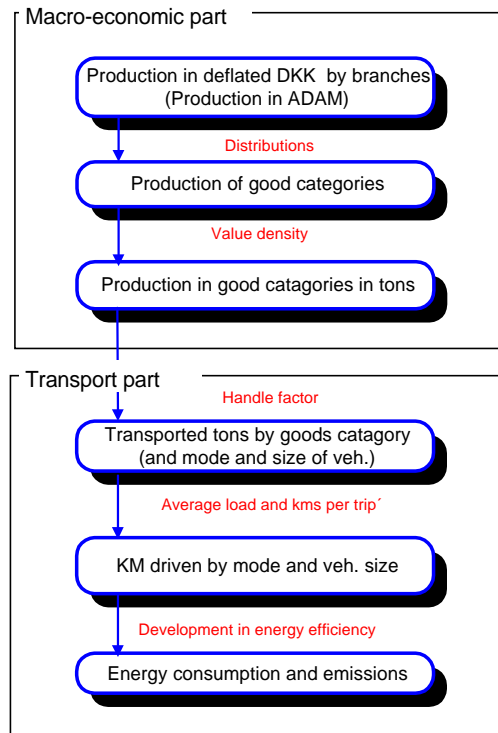 Macro-economic part
Production in deflated DKK by branches
(Production in ADAM)
Distributions
Production of good categories
Value density
Production in good catagories in tons
Transport part
Handle factor
Transported tons by goods catagory
(and mode and size of veh.)
Average load and kms per trip´
KM driven by mode and veh. size
Development in energy efficiency
Energy consumption and emissions